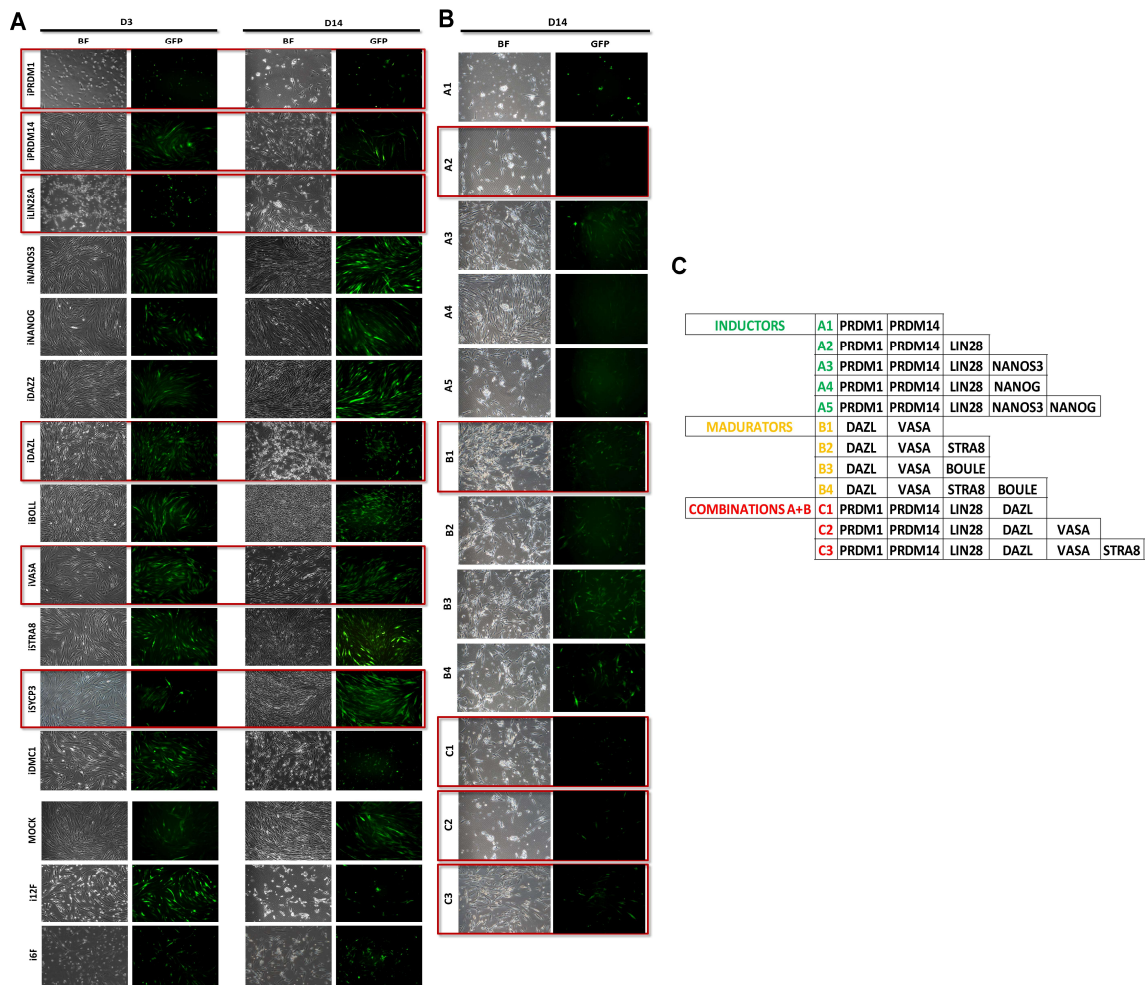 A
D3
D14
BF
GFP
BF
GFP
iPRDM1
iPRDM14
iLIN28A
iNANOS3
iNANOG
iDAZ2
iDAZL
iBOLL
iVASA
iSTRA8
iSYCP3
iDMC1
MOCK
i12F
i6F
B
D14
BF
GFP
A1
A2
A3
A4
A5
B1
B2
B3
B4
C1
C2
C3
C
INDUCTORS A1 PRDM1 PRDM14
A2 PRDM1 PRDM14 LIN28
A3 PRDM1 PRDM14 LIN28 NANOS3
A4 PRDM1 PRDM14 LIN28 NANOG
A5 PRDM1 PRDM14 LIN28 NANOS3 NANOG
MADURATORS B1 DAZL VASA
B2 DAZL VASA STRA8
B3 DAZL VASA BOULE
B4 DAZL VASA STRA8 BOULE
COMBINATIONS A+B C1 PRDM1 PRDM14 LIN28 DAZL
C2 PRDM1 PRDM14 LIN28 DAZL VASA
C3 PRDM1 PRDM14 LIN28 DAZL VASA STRA8